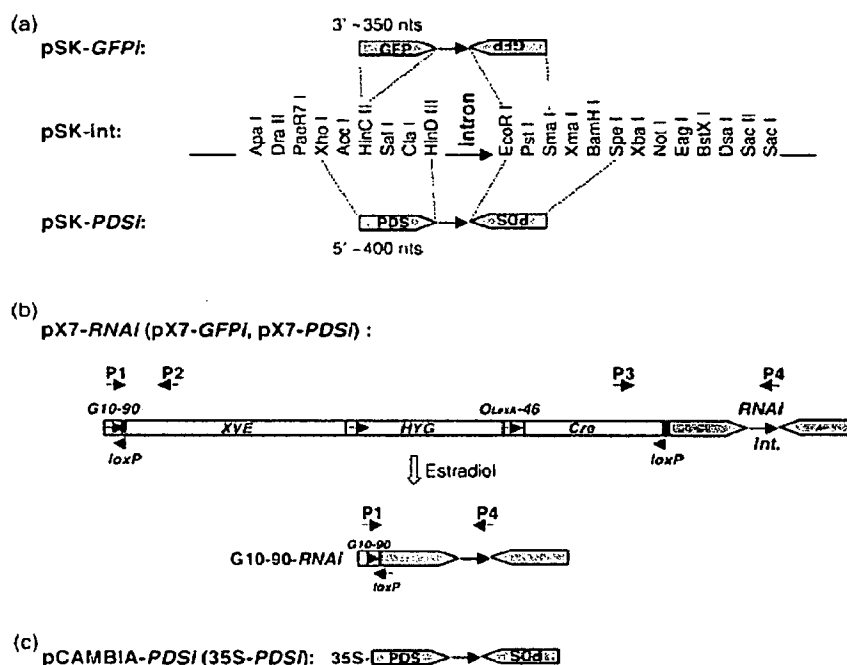 (a)
3' ~350 nts
pSK-GFPi:
GFP GFP
pSK-int:
Apa I
Dra II
PaeR7 I
Xho I
Acc I
HinC II
Sal I
Cla I
HinD III
Intron
EcoR I
Pst I
Sma I
Xma I
BamH I
Spe I
Xba I
Not I
Eag I
BstX I
Dsa I
Sac II
Sac I
pSK-PDSi:
PDS PDS
5' ~400 nts
(b)
pX7-RNAi (pX7-GFPi, pX7-PDSi) :
P1 P2 P3 P4
G10-90 OLexA-46 RNAi
XVE HYG Cre
loxP loxP Int.
Estradiol
P1 P4
G10-90
G10-90-RNAi
loxP
(c)
pCAMBIA-PDSi (35S-PDSi): 35S- PDS PDS